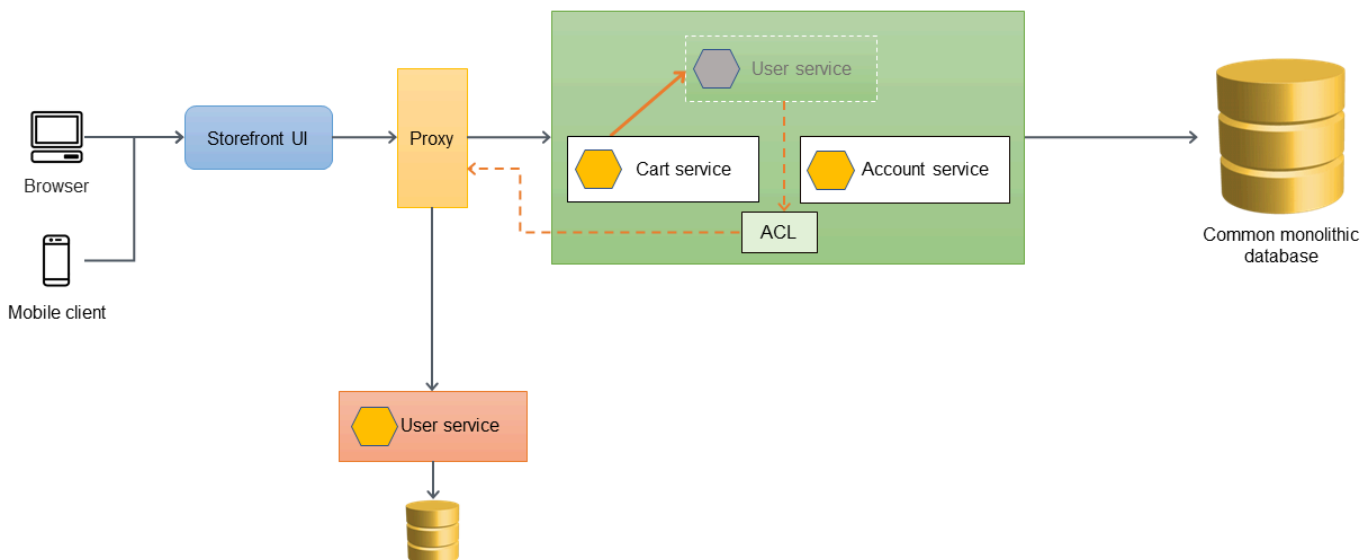 User service
Storefront UI
Proxy
Cart service
Account service
Browser
ACL
Common monolithic
database
Mobile client
User service